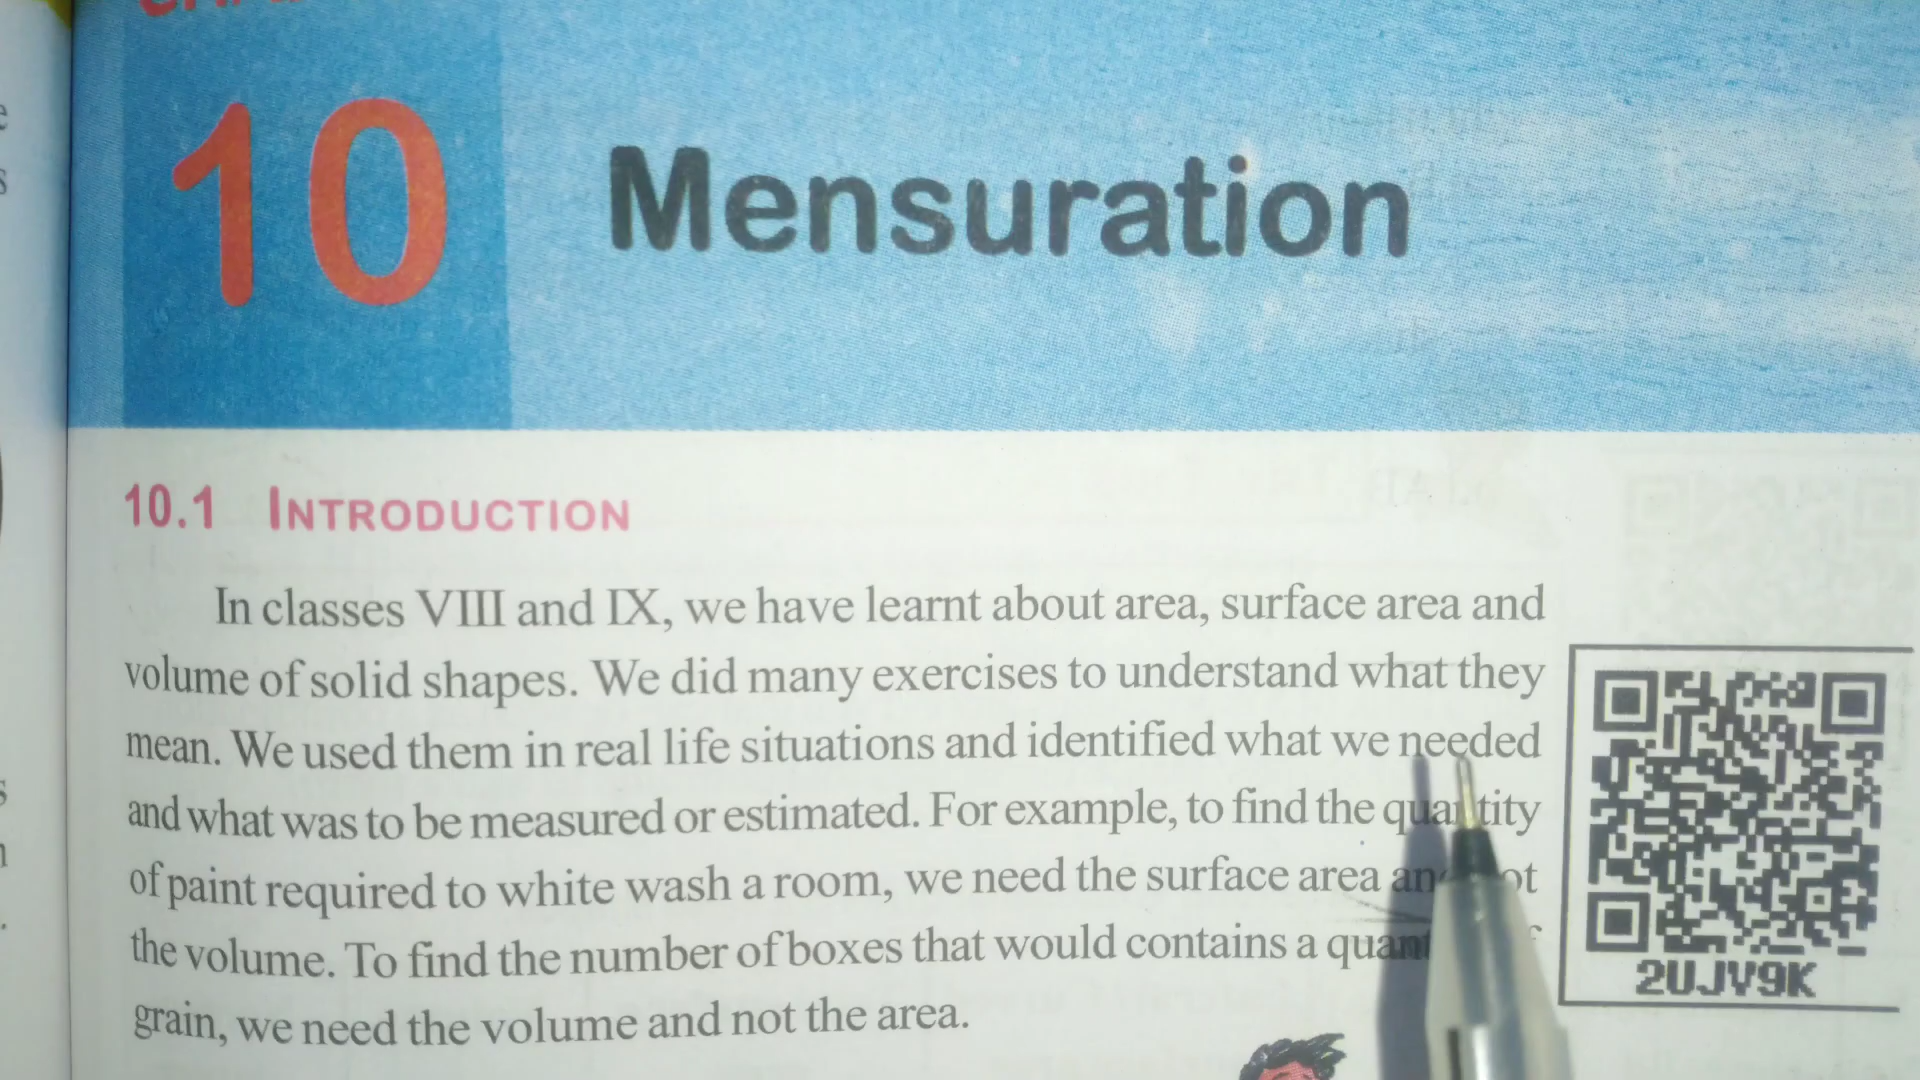 10 Mensuration
10.1 INTRODUCTION
In classes VIII and IX, we have learnt about area, surface area and
volume of solid shapes. We did many exercises to understand what they
mean. We used them in real life situations and identified what we needed
and what was to be measured or estimated. For example, to find the quantity
of paint required to white wash a room, we need the surface area
the volume. To find the number of boxes that would contains a
grain, we need the volume and not the area.
2UJV9K